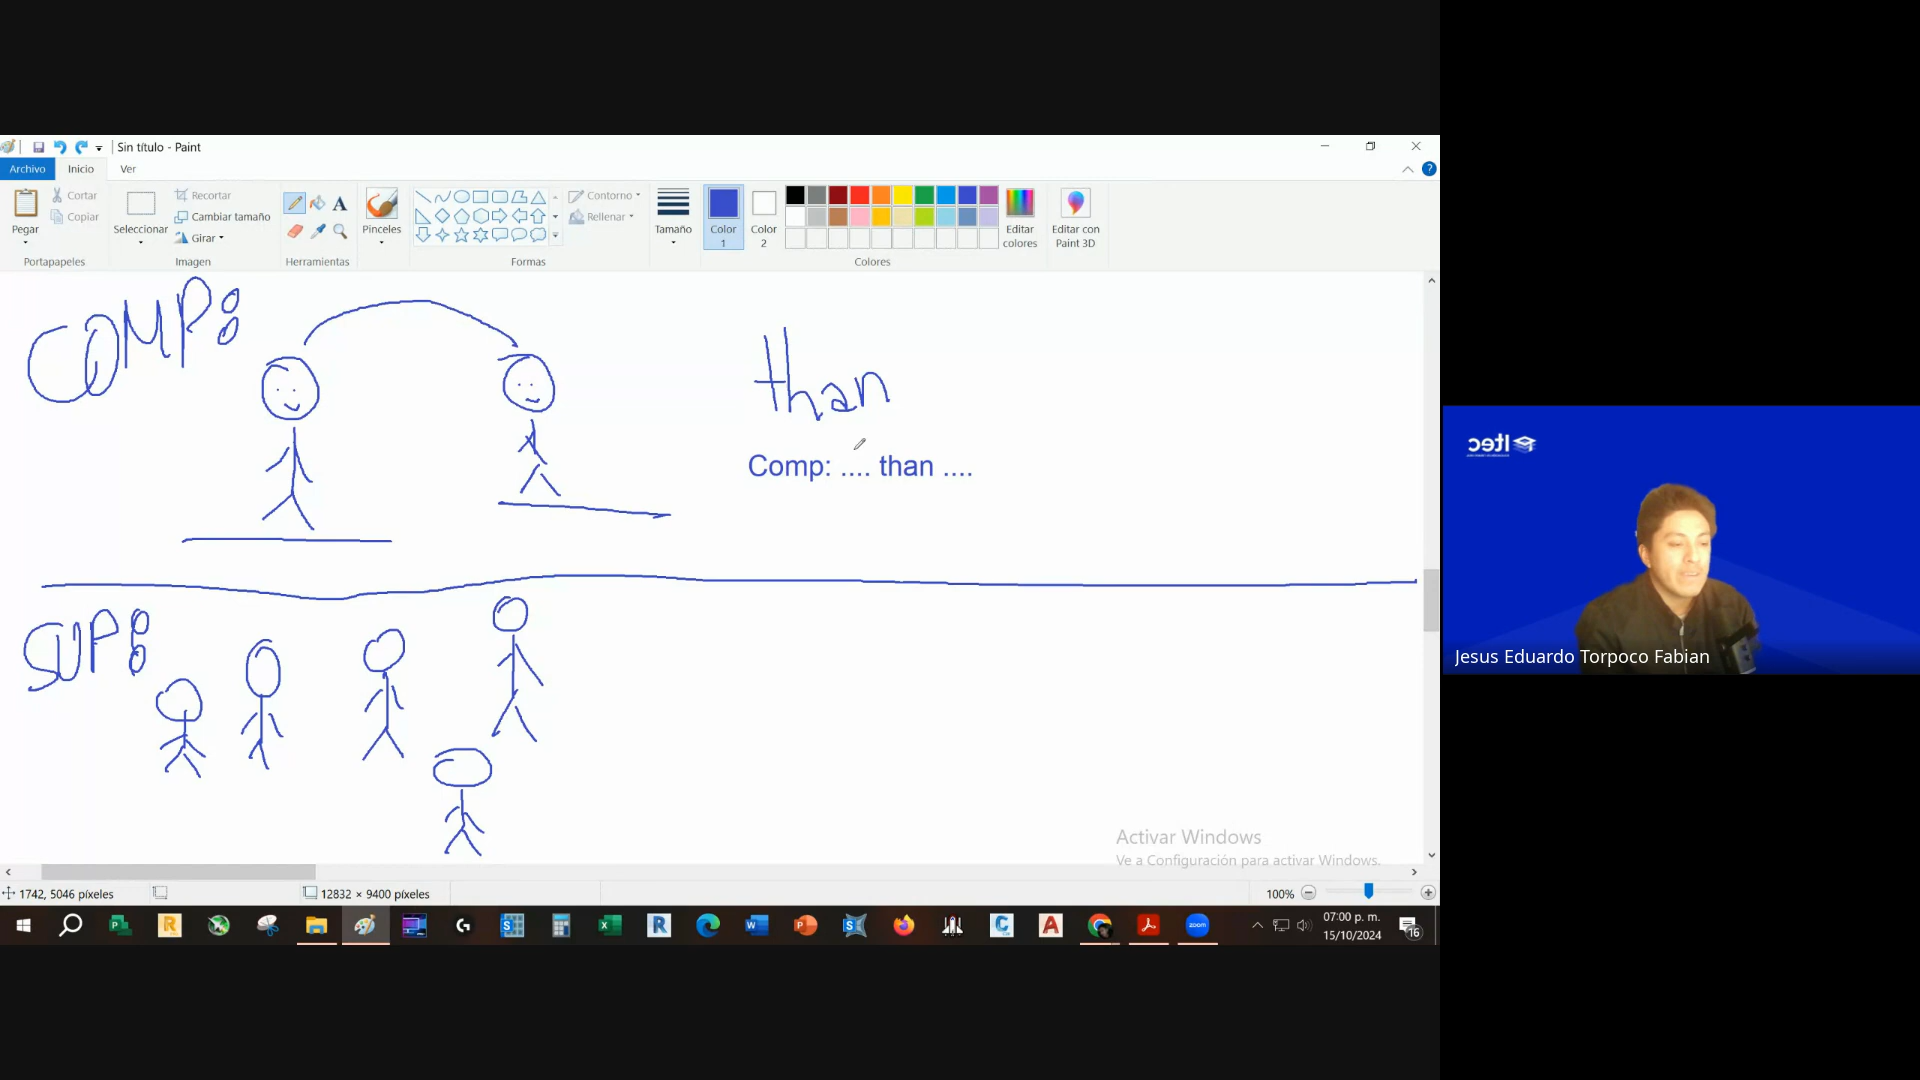 Sin título - Paint
Archivo Inicio Ver
Pegar
Cortar
Copiar
Portapapeles
Seleccionar
Recortar
Cambiar tamaño
Girar
Imagen
A
Herramientas
Pinceles
Contorno
Rellenar
Formas
Tamaño
Color 1
Color 2
Editar colores
Editar con Paint 3D
Colores
COMP:
than
Comp: .... than ....
SUP:
Activar Windows
Ve a Configuración para activar Windows.
1742, 5046 píxeles
12832 × 9400 píxeles
100%
zoom
07:00 p. m.
15/10/2024
16
Itec
Jesus Eduardo Torpoco Fabian